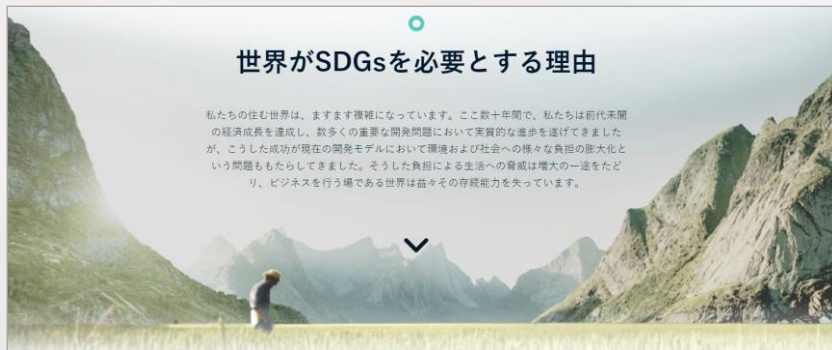 世界がSDGsを必要とする理由
私たちの住む世界は、ますます複雑になっています。ここ数十年間で、私たちは前代未聞
の経済成長を達成し、数多くの重要な開発問題において実質的な進歩を遂げてきました
が、こうした成功が現在の開発モデルにおいて環境および社会への様々な負担の膨大化と
いう問題ももたらしてきました。そうした負担による生活への脅威は増大の一途をたど
り、ビジネスを行う場である世界は益々その存続能力を失っています。